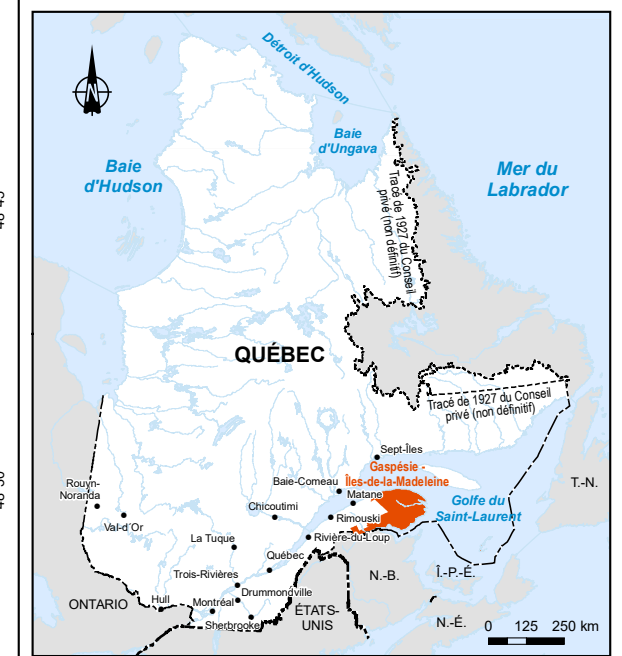 Détroit d'Hudson
Baie
d'Ungava
Baie
d'Hudson
Mer du
Labrador
Tracé de 1927 du Conseil
privé (non définitif)
QUÉBEC
Tracé de 1927 du Conseil
privé (non définitif)
Sept-Îles
Gaspésie -
Îles-de-la-Madeleine
Baie-Comeau
Matane
Golfe du
Saint-Laurent
T.-N.
Rouyn-
Noranda
Val-d'Or
Chicoutimi
Rimouski
La Tuque
Rivière-du-Loup
Québec
Trois-Rivières
Drummondville
N.-B.
Î.-P.-É.
ONTARIO
Hull
Montréal
Sherbrooke
ÉTATS-
UNIS
N.-É.
0 125 250 km